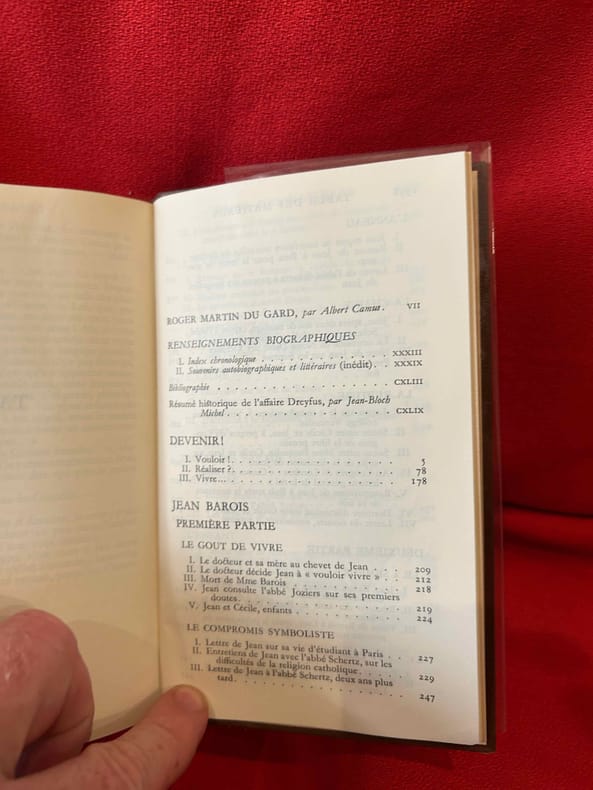 ROGER MARTIN DU GARD, par Albert Camus. VII
RENSEIGNEMENTS BIOGRAPHIQUES
I. Index chronologique . . . . . . . . . . . . . . XXXIII
II. Souvenirs autobiographiques et littéraires (inédit). . XXXIX
Bibliographie . . . . . . . . . . . . . . . . . . CXLIII
Résumé historique de l'affaire Dreyfus, par Jean-Bloch
Michel. . . . . . . . . . . . . . . . . CXLIX
DEVENIR!
I. Vouloir!. . . . . . . . . . . . . . . . . 5
II. Réaliser?. . . . . . . . . . . . . . . . 78
III. Vivre... . . . . . . . . . . . . . . . . 178
JEAN BAROIS
PREMIÈRE PARTIE
LE GOUT DE VIVRE
I. Le docteur et sa mère au chevet de Jean . . . 209
II. Le docteur décide Jean à « vouloir vivre » . . 212
III. Mort de Mme Barois . . . . . . . . . . . 218
IV. Jean consulte l'abbé Joziers sur ses premiers
doutes. . . . . . . . . . . . . . . . . 219
V. Jean et Cécile, enfants . . . . . . . . . . 224
LE COMPROMIS SYMBOLISTE
I. Lettre de Jean sur sa vie d'étudiant à Paris . . 227
II. Entretiens de Jean avec l'abbé Schertz, sur les
difficultés de la religion catholique. . . . . 229
III. Lettre de Jean à l'abbé Schertz, deux ans plus
tard. . . . . . . . . . . . . . . . . . 247